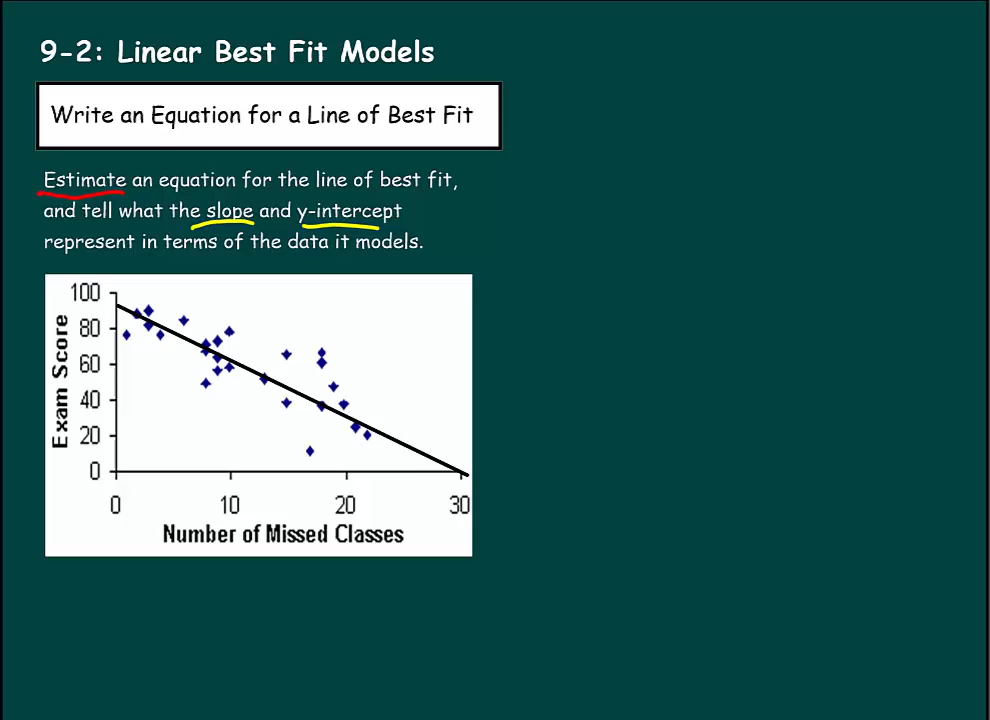 9-2: Linear Best Fit Models
Write an Equation for a Line of Best Fit
Estimate an equation for the line of best fit,
and tell what the slope and y-intercept
represent in terms of the data it models.
100
80
60
40
20
0
Exam Score
0 10 20 30
Number of Missed Classes